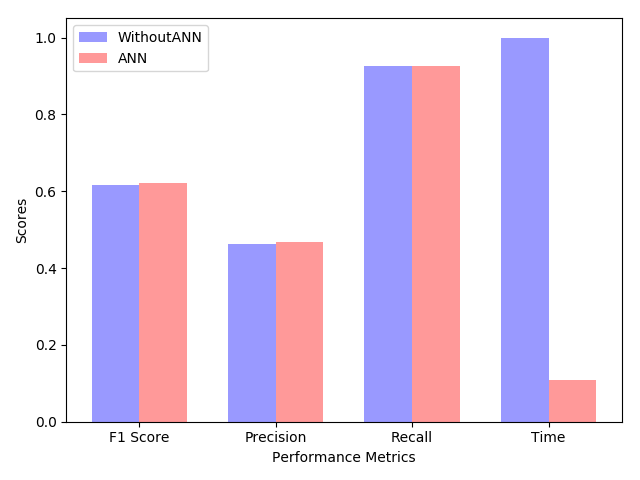 WithoutANN
ANN
Scores
1.0
0.8
0.6
0.4
0.2
0.0
F1 Score
Precision
Recall
Time
Performance Metrics